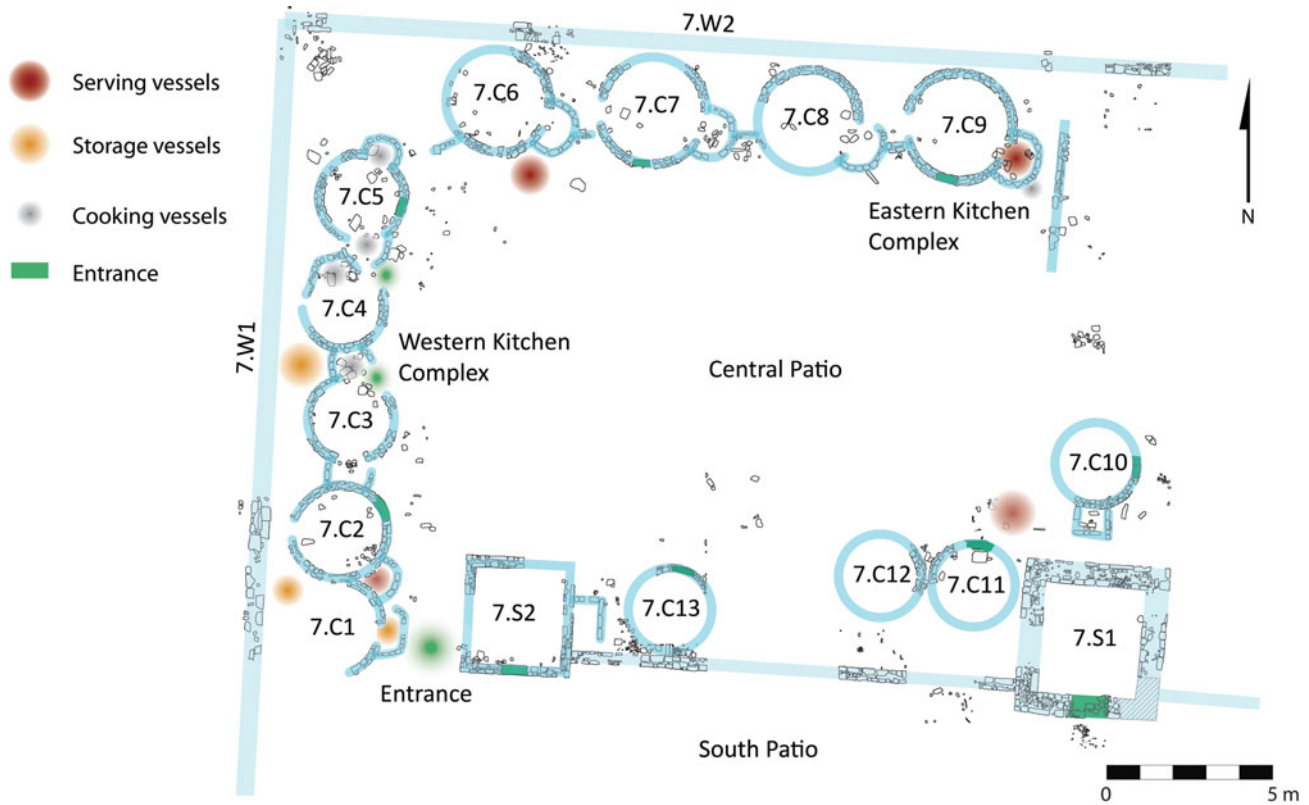 Serving vessels
Storage vessels
Cooking vessels
Entrance
7.W2
7.W1
7.C6
7.C7
7.C8
7.C9
7.C5
Eastern Kitchen
Complex
N
7.C4
Western Kitchen
Complex
Central Patio
7.C3
7.C10
7.C2
7.C12
7.C11
7.C13
7.S2
7.C1
7.S1
Entrance
South Patio
0
5 m